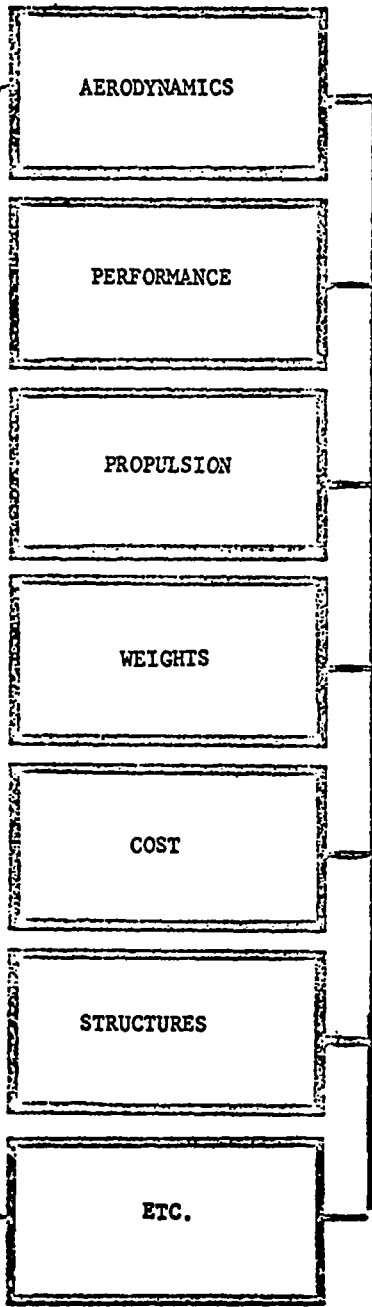 AERODYNAMICS
PERFORMANCE
PROPULSION
WEIGHTS
COST
STRUCTURES
ETC.